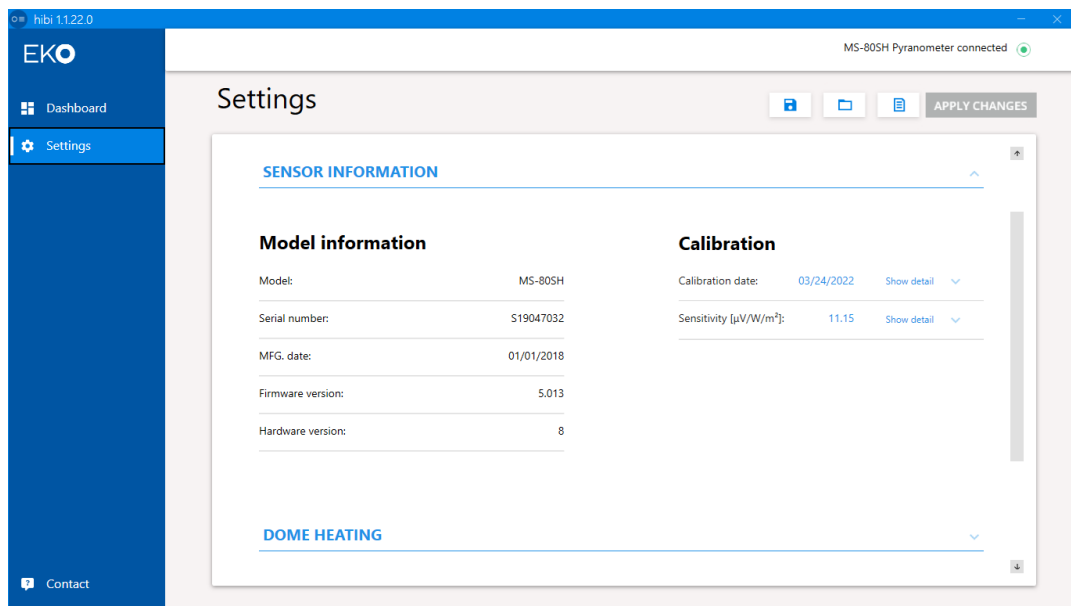 hibi 1.1.22.0
EKO
MS-80SH Pyranometer connected
Dashboard
Settings
Contact
Settings
APPLY CHANGES
SENSOR INFORMATION
Model information
Model: MS-80SH
Serial number: S19047032
MFG. date: 01/01/2018
Firmware version: 5.013
Hardware version: 8
Calibration
Calibration date: 03/24/2022 Show detail
Sensitivity [µV/W/m²]: 11.15 Show detail
DOME HEATING